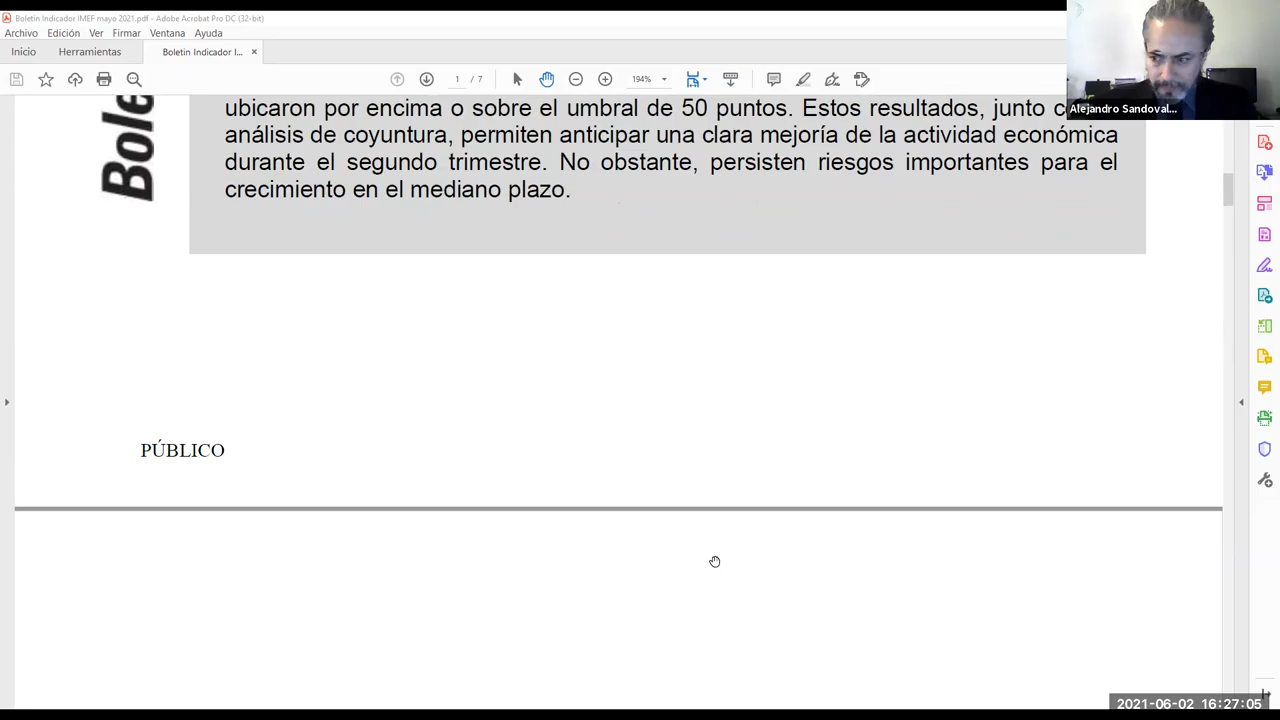 Boletin Indicador IMEF mayo 2021.pdf - Adobe Acrobat Pro DC (32-bit)
Archivo Edición Ver Firmar Ventana Ayuda
Inicio Herramientas Boletin Indicador I... ×
1 / 7 194%
Alejandro Sandoval...
Bole
ubicaron por encima o sobre el umbral de 50 puntos. Estos resultados, junto
análisis de coyuntura, permiten anticipar una clara mejoría de la actividad económica
durante el segundo trimestre. No obstante, persisten riesgos importantes para el
crecimiento en el mediano plazo.
PÚBLICO
2021-06-02 16:27:05